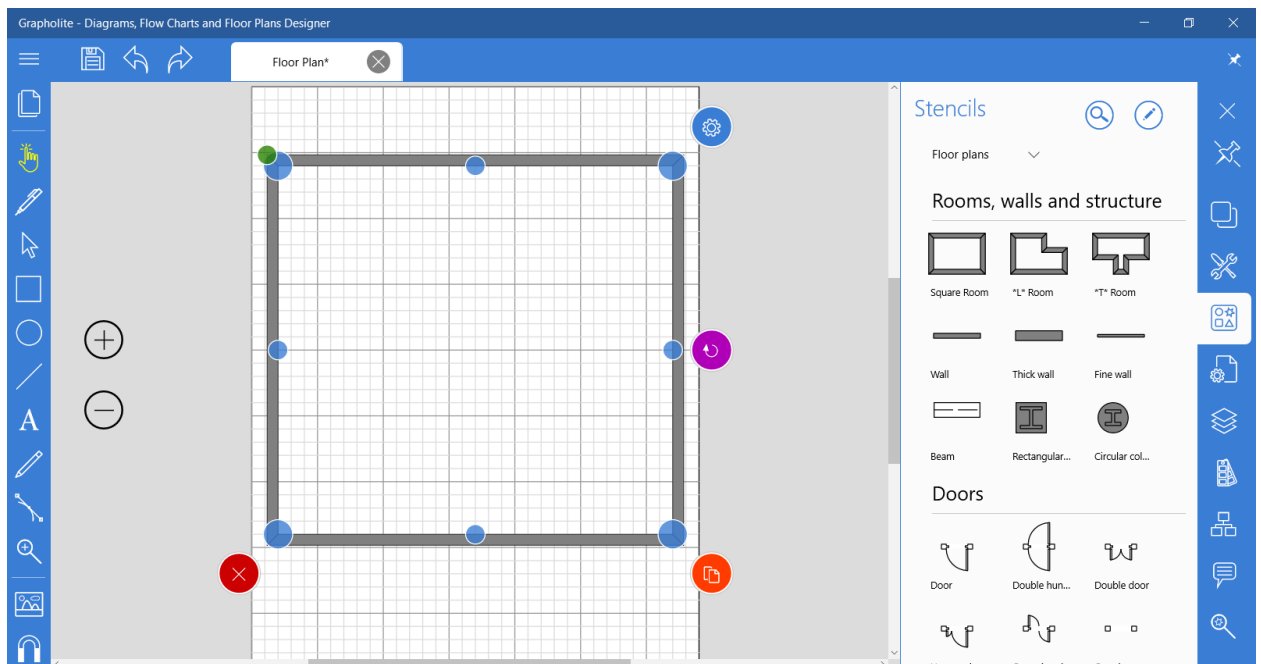 Grapholite - Diagrams, Flow Charts and Floor Plans Designer
Floor Plan*
Stencils
Floor plans
Rooms, walls and structure
Square Room
"L" Room
"T" Room
Wall
Thick wall
Fine wall
Beam
Rectangular...
Circular col...
Doors
Door
Double hun...
Double door
A